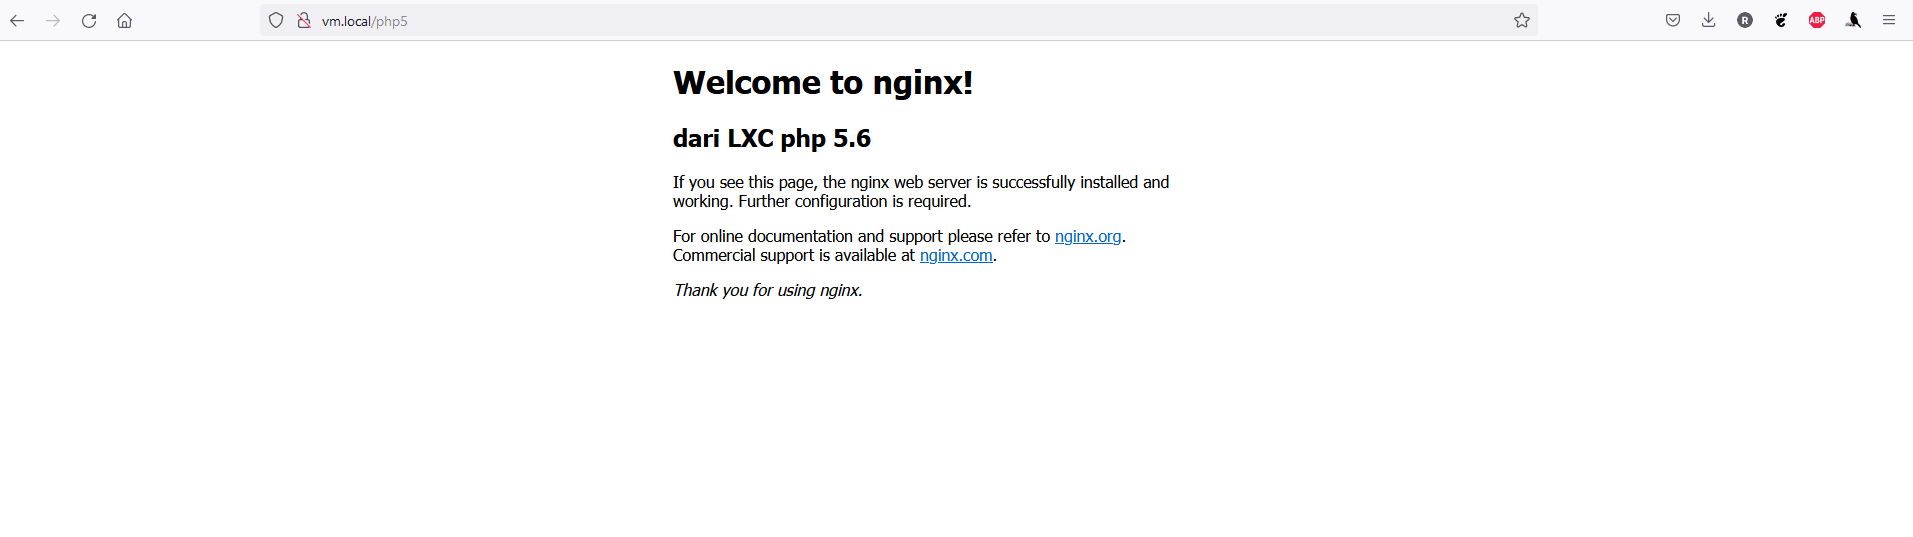 vm.local/php5
R
ABP
Welcome to nginx!
dari LXC php 5.6
If you see this page, the nginx web server is successfully installed and
working. Further configuration is required.
For online documentation and support please refer to nginx.org.
Commercial support is available at nginx.com.
Thank you for using nginx.